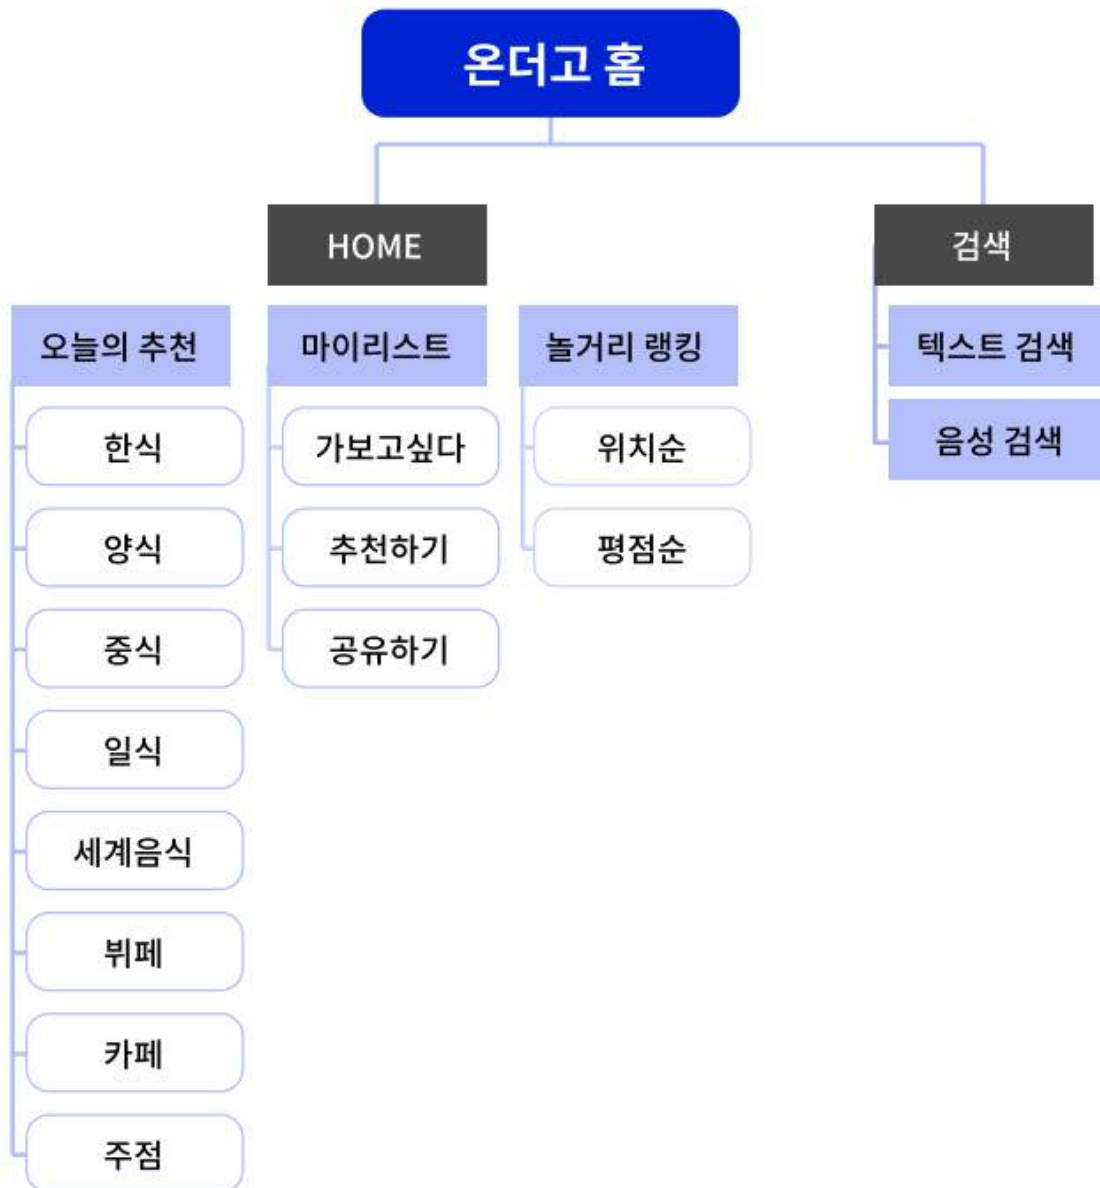 온더고 홈
HOME
검색
오늘의 추천
마이리스트
놀거리 랭킹
텍스트 검색
음성 검색
한식
가보고싶다
위치순
양식
추천하기
평점순
중식
공유하기
일식
세계음식
뷔페
카페
주점